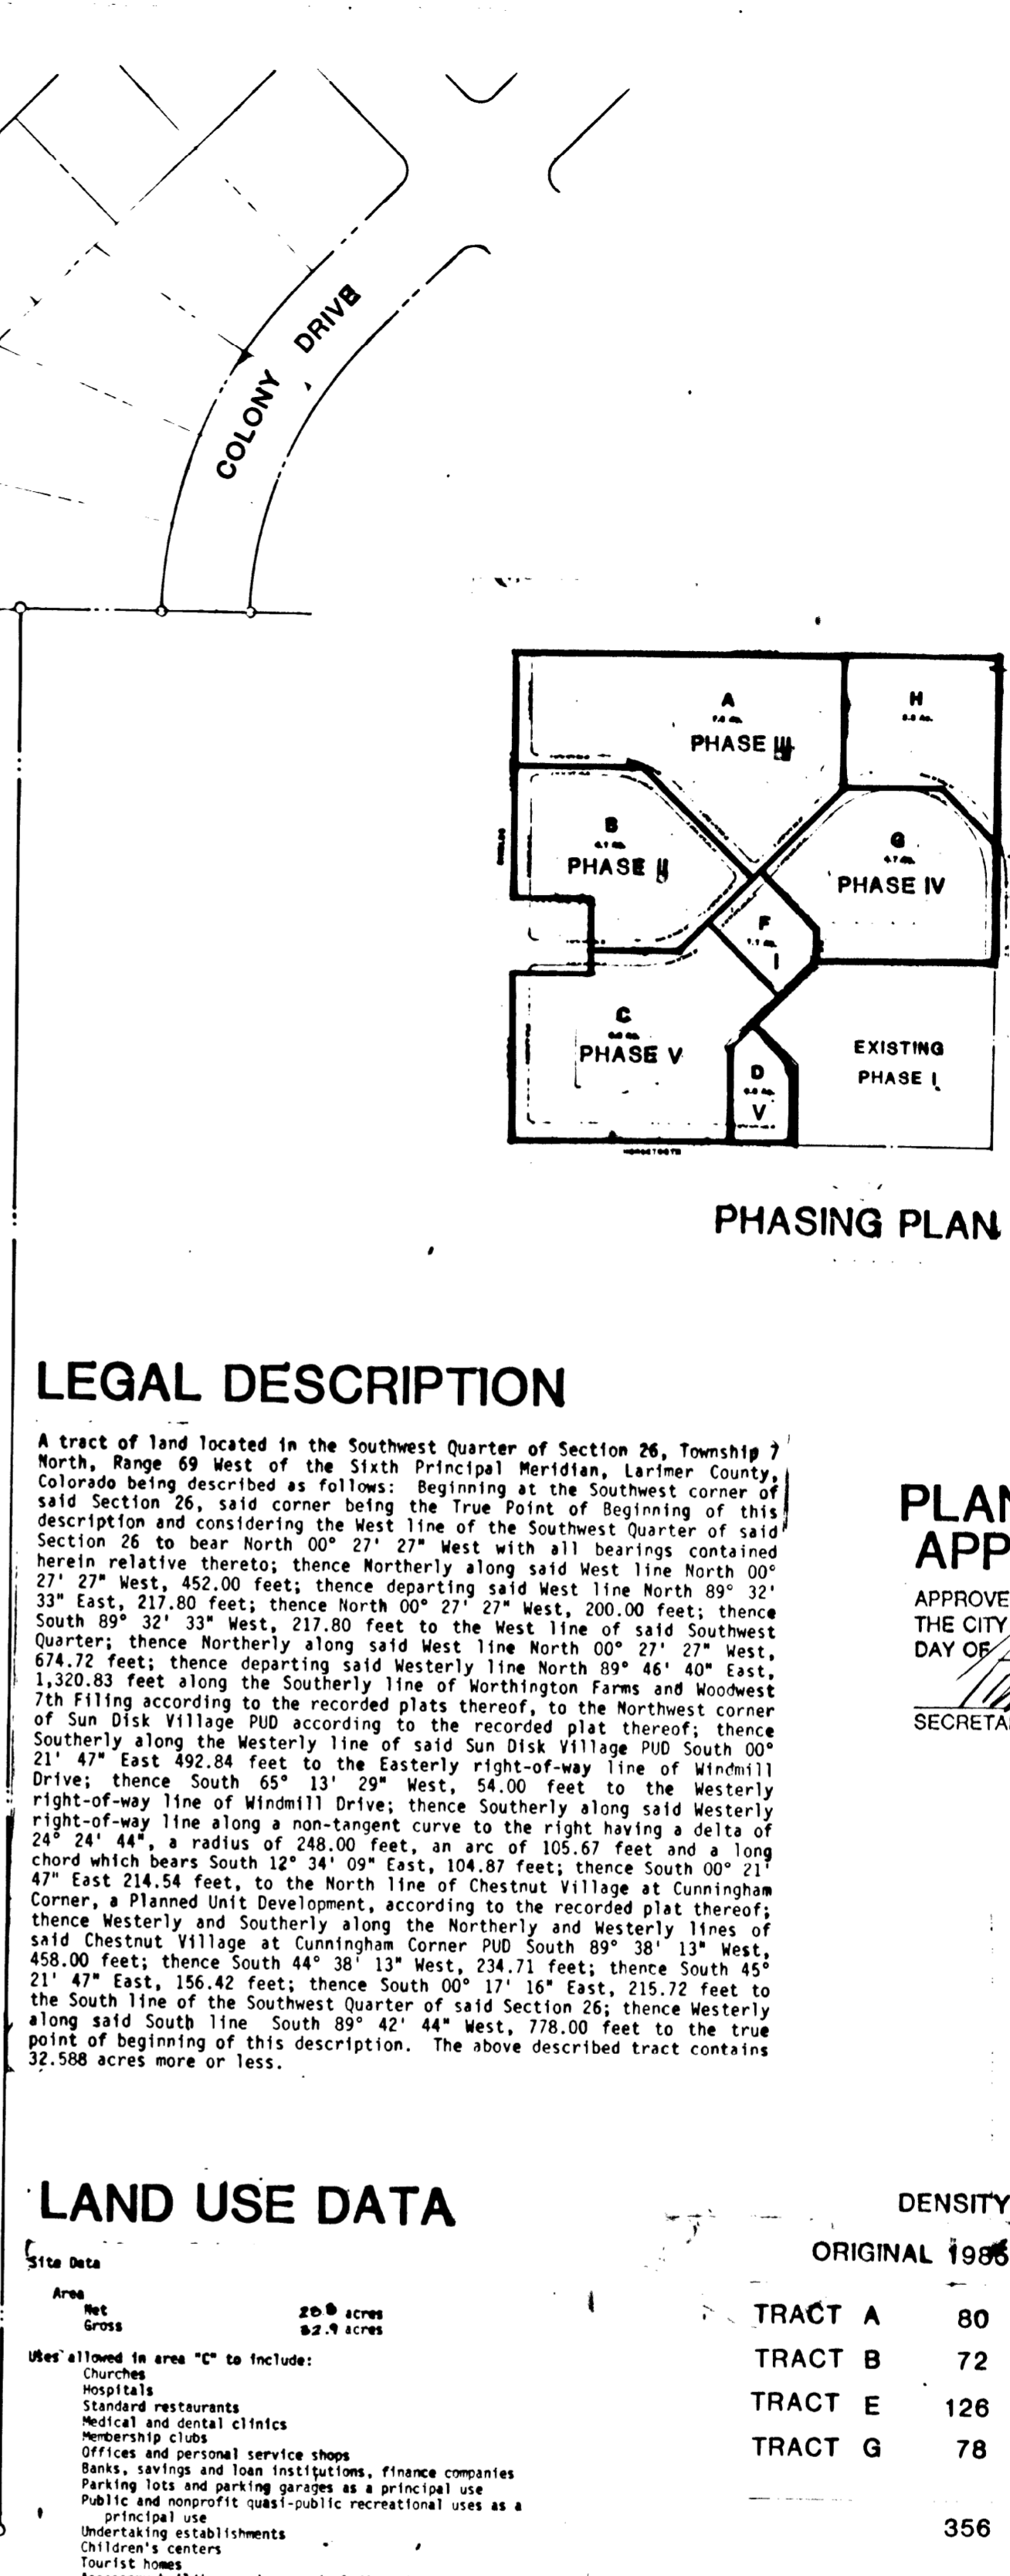 COLONY DRIVE
A
PHASE III
H
B
PHASE II
G
PHASE IV
F
I
C
PHASE V
D
V
EXISTING
PHASE I
HORSETOOTH
PHASING PLAN
LEGAL DESCRIPTION
A tract of land located in the Southwest Quarter of Section 26, Township 7
North, Range 69 West of the Sixth Principal Meridian, Larimer County,
Colorado being described as follows: Beginning at the Southwest corner of
said Section 26, said corner being the True Point of Beginning of this
description and considering the West line of the Southwest Quarter of said
Section 26 to bear North 00° 27' 27" West with all bearings contained
herein relative thereto; thence Northerly along said West line North 00°
27' 27" West, 452.00 feet; thence departing said West line North 89° 32'
33" East, 217.80 feet; thence North 00° 27' 27" West, 200.00 feet; thence
South 89° 32' 33" West, 217.80 feet to the West line of said Southwest
Quarter; thence Northerly along said West line North 00° 27' 27" West,
674.72 feet; thence departing said Westerly line North 89° 46' 40" East,
1,320.83 feet along the Southerly line of Worthington Farms and Woodwest
7th Filing according to the recorded plats thereof, to the Northwest corner
of Sun Disk Village PUD according to the recorded plat thereof; thence
Southerly along the Westerly line of said Sun Disk Village PUD South 00°
21' 47" East 492.84 feet to the Easterly right-of-way line of Windmill
Drive; thence South 65° 13' 29" West, 54.00 feet to the Westerly
right-of-way line of Windmill Drive; thence Southerly along said Westerly
right-of-way line along a non-tangent curve to the right having a delta of
24° 24' 44", a radius of 248.00 feet, an arc of 105.67 feet and a long
chord which bears South 12° 34' 09" East, 104.87 feet; thence South 00° 21'
47" East 214.54 feet, to the North line of Chestnut Village at Cunningham
Corner, a Planned Unit Development, according to the recorded plat thereof;
thence Westerly and Southerly along the Northerly and Westerly lines of
said Chestnut Village at Cunningham Corner PUD South 89° 38' 13" West,
458.00 feet; thence South 44° 38' 13" West, 234.71 feet; thence South 45°
21' 47" East, 156.42 feet; thence South 00° 17' 16" East, 215.72 feet to
the South line of the Southwest Quarter of said Section 26; thence Westerly
along said South line South 89° 42' 44" West, 778.00 feet to the true
point of beginning of this description. The above described tract contains
32.588 acres more or less.
PLAN
APP
APPROVE
THE CITY
DAY OF
SECRETA
LAND USE DATA
Site Data
Area
Net acres
Gross 32.9 acres
Uses allowed in area "C" to include:
Churches
Hospitals
Standard restaurants
Medical and dental clinics
Membership clubs
Offices and personal service shops
Banks, savings and loan institutions, finance companies
Parking lots and parking garages as a principal use
Public and nonprofit quasi-public recreational uses as a
principal use
Undertaking establishments
Children's centers
Tourist homes
DENSITY
ORIGINAL
TRACT A 80
TRACT B 72
TRACT E 126
TRACT G 78
356